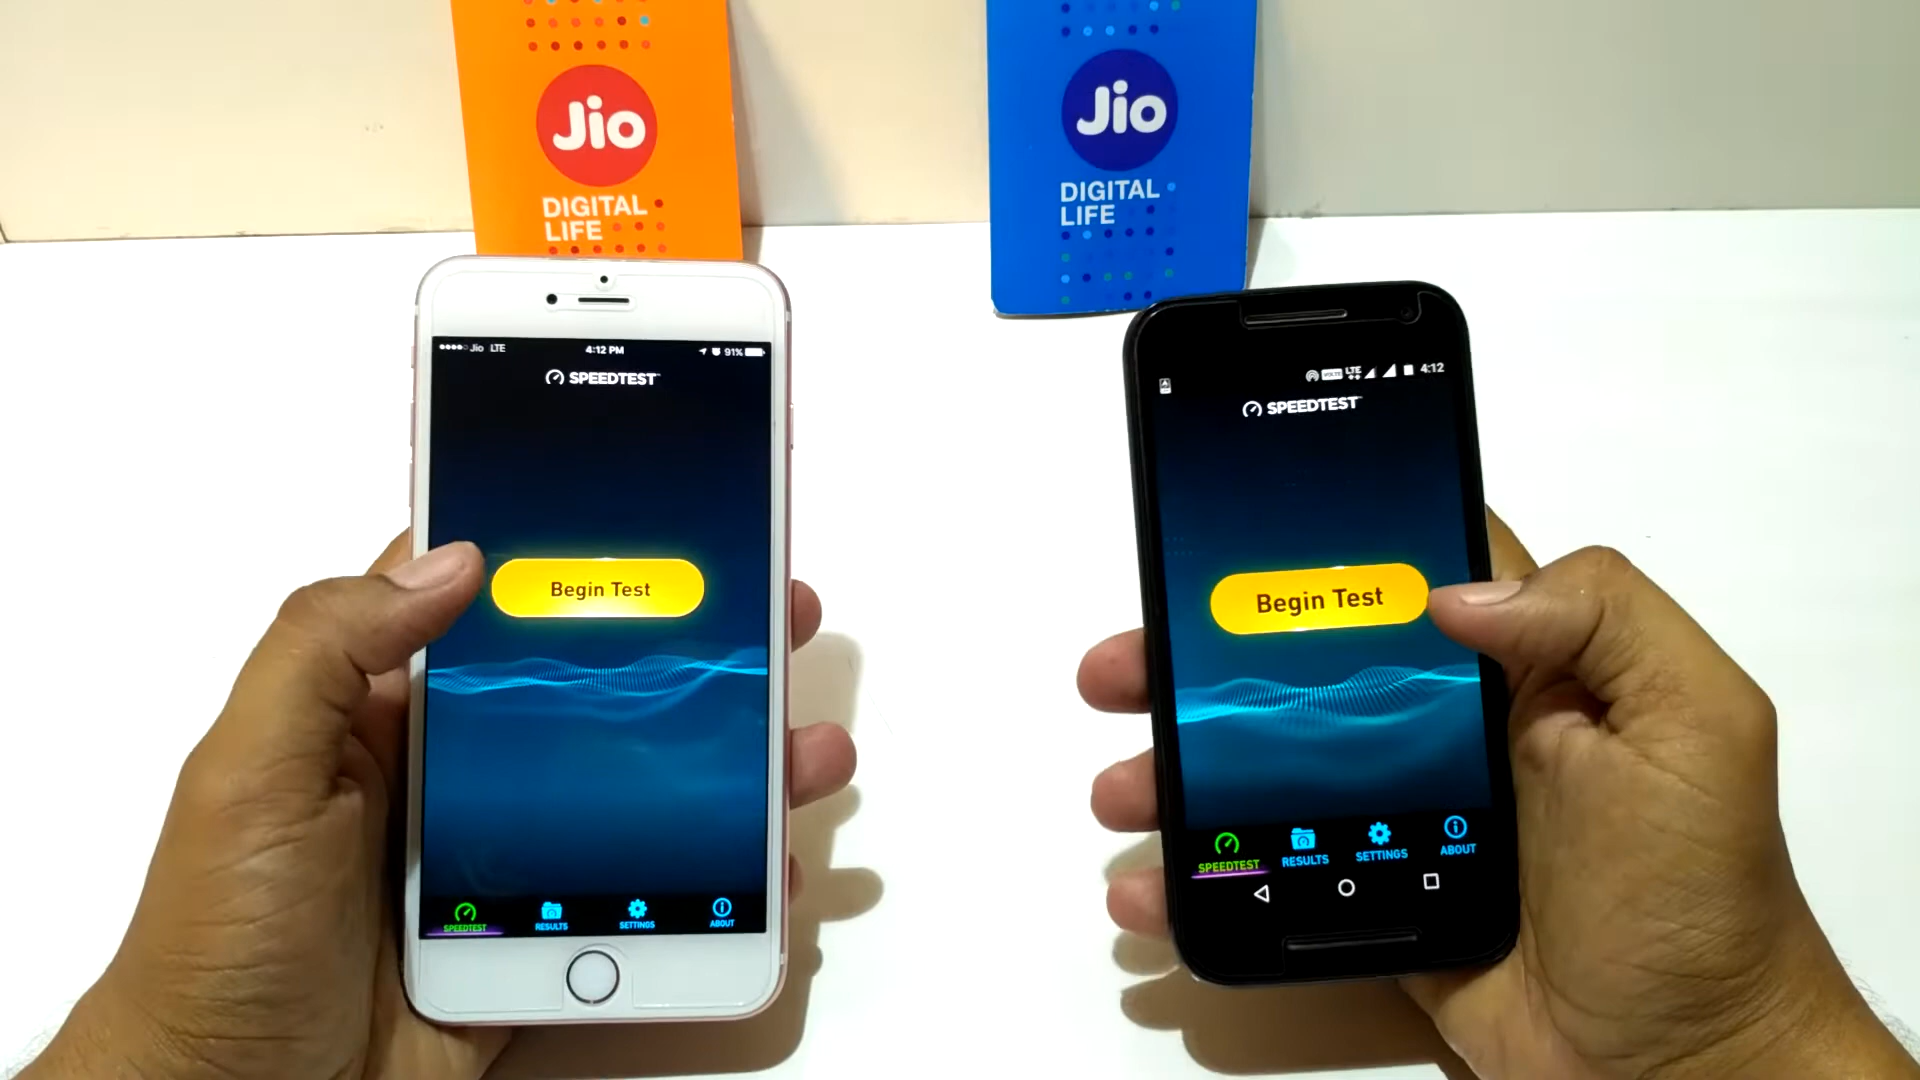 Jio
DIGITAL
LIFE
Jio
DIGITAL
LIFE
Jio LTE
4:12 PM
91%
SPEEDTEST
Begin Test
SPEEDTEST
RESULTS
SETTINGS
ABOUT
VoLTE
LTE
4:12
SPEEDTEST
Begin Test
SPEEDTEST
RESULTS
SETTINGS
ABOUT